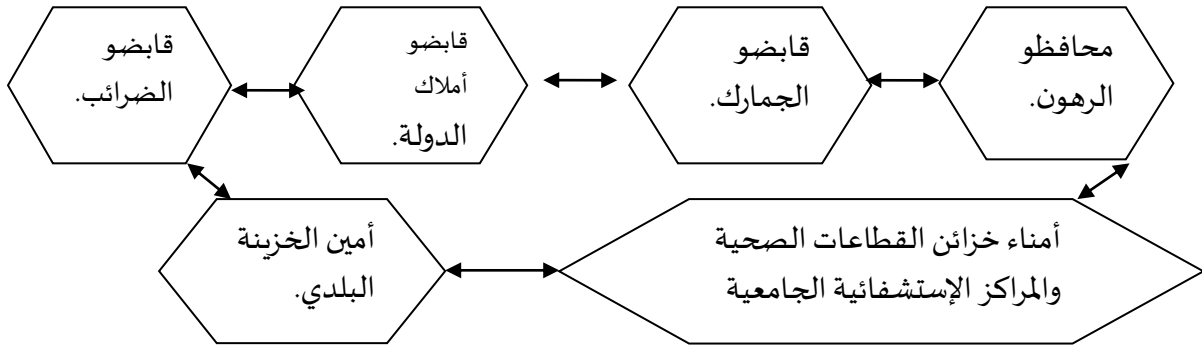 محافظو
الرهون.
قابضو
الجمارك.
قابضو
أملاك
الدولة.
قابضو
الضرائب.
أمناء خزائن القطاعات الصحية
والمراكز الإستشفائية الجامعية
أمين الخزينة
البلدي.